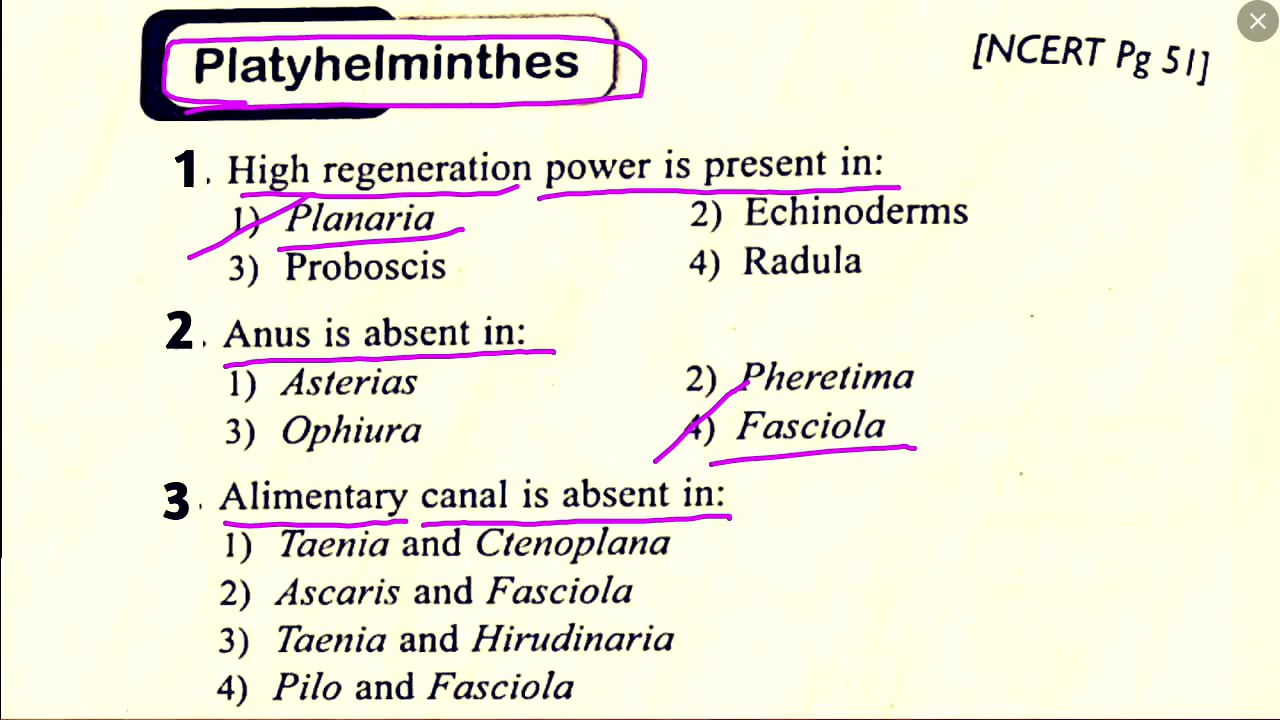 Platyhelminthes
[NCERT Pg 51]
1. High regeneration power is present in:
1) Planaria 2) Echinoderms
3) Proboscis 4) Radula
2. Anus is absent in:
1) Asterias 2) Pheretima
3) Ophiura 4) Fasciola
3. Alimentary canal is absent in:
1) Taenia and Ctenoplana
2) Ascaris and Fasciola
3) Taenia and Hirudinaria
4) Pilo and Fasciola